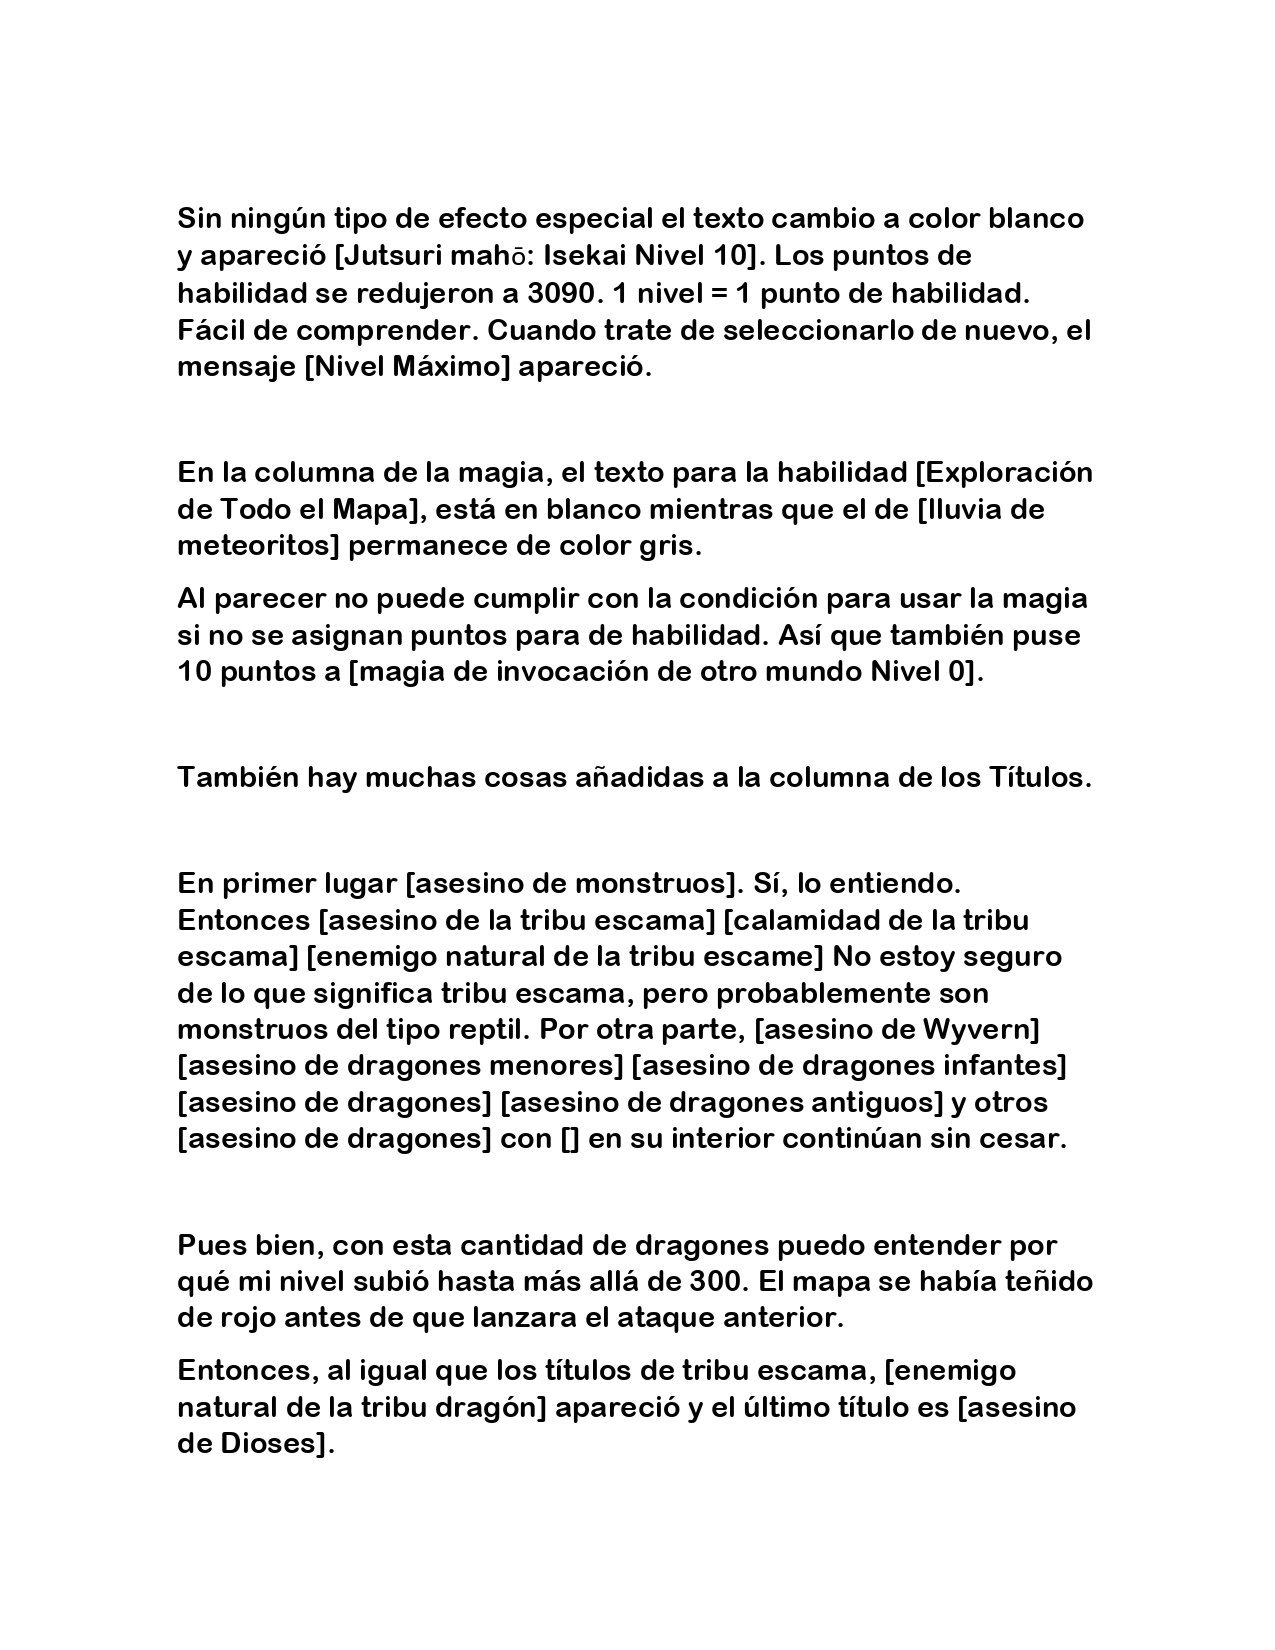 Sin ningún tipo de efecto especial el texto cambio a color blanco
y apareció [Jutsuri mahō: Isekai Nivel 10]. Los puntos de
habilidad se redujeron a 3090. 1 nivel = 1 punto de habilidad.
Fácil de comprender. Cuando trate de seleccionarlo de nuevo, el
mensaje [Nivel Máximo] apareció.
En la columna de la magia, el texto para la habilidad [Exploración
de Todo el Mapa], está en blanco mientras que el de [lluvia de
meteoritos] permanece de color gris.
Al parecer no puede cumplir con la condición para usar la magia
si no se asignan puntos para de habilidad. Así que también puse
10 puntos a [magia de invocación de otro mundo Nivel 0].
También hay muchas cosas añadidas a la columna de los Títulos.
En primer lugar [asesino de monstruos]. Sí, lo entiendo.
Entonces [asesino de la tribu escama] [calamidad de la tribu
escama] [enemigo natural de la tribu escame] No estoy seguro
de lo que significa tribu escama, pero probablemente son
monstruos del tipo reptil. Por otra parte, [asesino de Wyvern]
[asesino de dragones menores] [asesino de dragones infantes]
[asesino de dragones] [asesino de dragones antiguos] y otros
[asesino de dragones] con [] en su interior continúan sin cesar.
Pues bien, con esta cantidad de dragones puedo entender por
qué mi nivel subió hasta más allá de 300. El mapa se había teñido
de rojo antes de que lanzara el ataque anterior.
Entonces, al igual que los títulos de tribu escama, [enemigo
natural de la tribu dragón] apareció y el último título es [asesino
de Dioses].